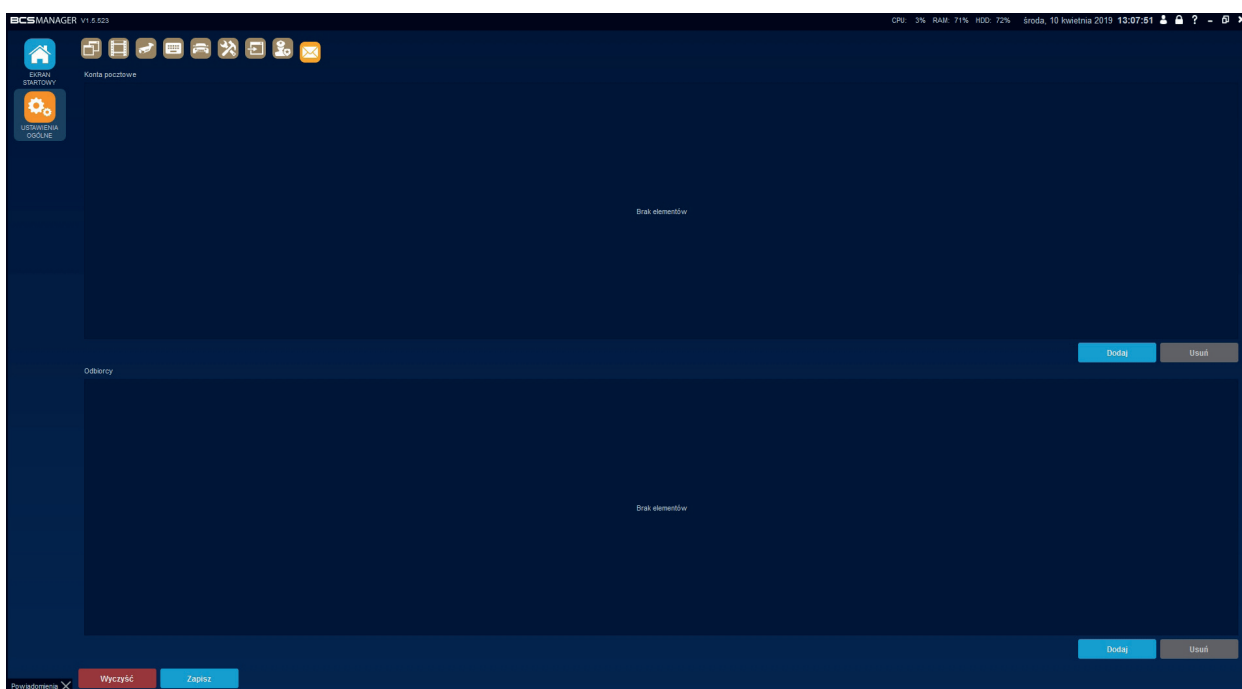 BCSMANAGER V1.5.523
CPU: 3% RAM: 71% HDD: 72% środa, 10 kwietnia 2019 13:07:51 ?
EKRAN
STARTOWY
Konta pocztowe
USTAWIENIA
OGÓLNE
Brak elementów
Dodaj Usuń
Odbiorcy
Brak elementów
Dodaj Usuń
Wyczyść Zapisz
Powiadomienia